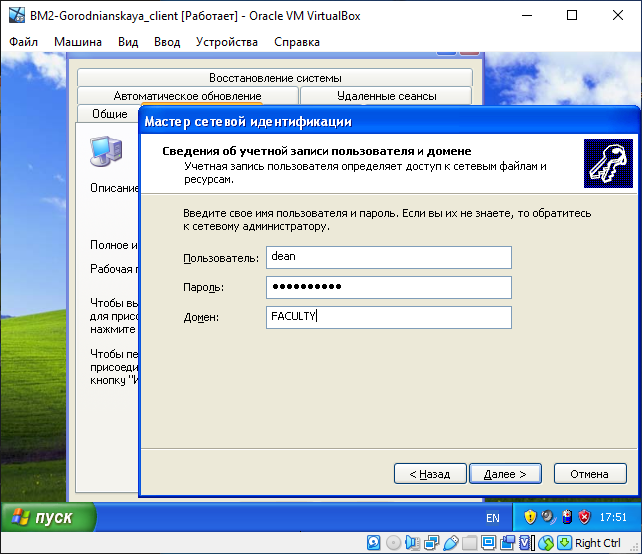 BM2-Gorodnianskaya_client [Работает] - Oracle VM VirtualBox
Файл Машина Вид Ввод Устройства Справка
Восстановление системы
Автоматическое обновление Удаленные сеансы
Общие
Мастер сетевой идентификации
Сведения об учетной записи пользователя и домене
Учетная запись пользователя определяет доступ к сетевым файлам и
ресурсам.
Описание
Введите свое имя пользователя и пароль. Если вы их не знаете, то обратитесь
к сетевому администратору.
Полное и
Пользователь: dean
Рабочая г
Пароль: ●●●●●●●●●●
Чтобы вы
для присо
нажмите
Домен: FACULTY
Чтобы пе
присоеди
кнопку "И
< Назад Далее > Отмена
пуск EN 17:51
Right Ctrl